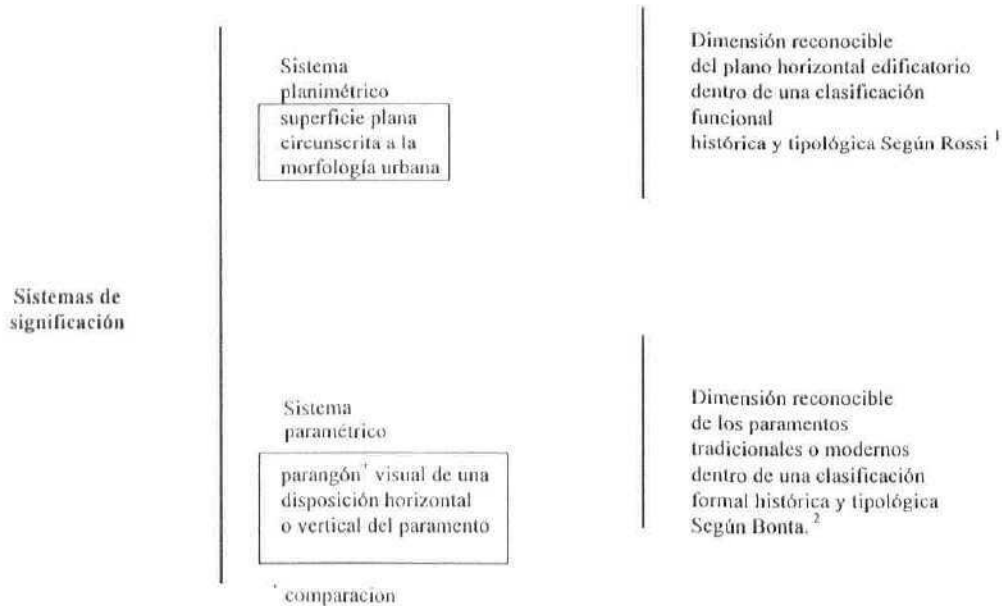 Sistemas de
significación
Sistema
planimétrico
superficie plana
circunscrita a la
morfología urbana
Dimensión reconocible
del plano horizontal edificatorio
dentro de una clasificación
funcional
histórica y tipológica Según Rossi 1
Sistema
paramétrico
parangón' visual de una
disposición horizontal
o vertical del paramento
' comparacion
Dimensión reconocible
de los paramentos
tradicionales o modernos
dentro de una clasificación
formal histórica y tipológica
Según Bonta. 2